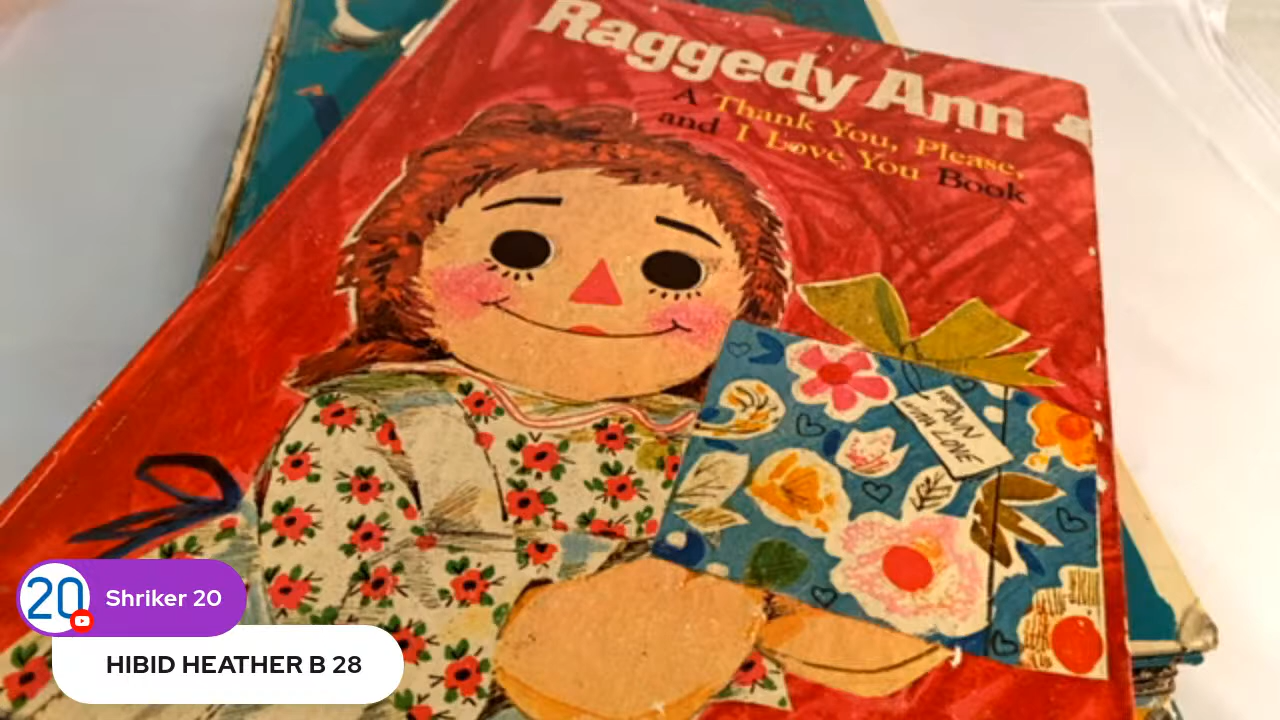 Raggedy Ann
A Thank You, Please,
and I Love You Book
ANN
WITH LOVE
20
Shriker 20
HIBID HEATHER B 28